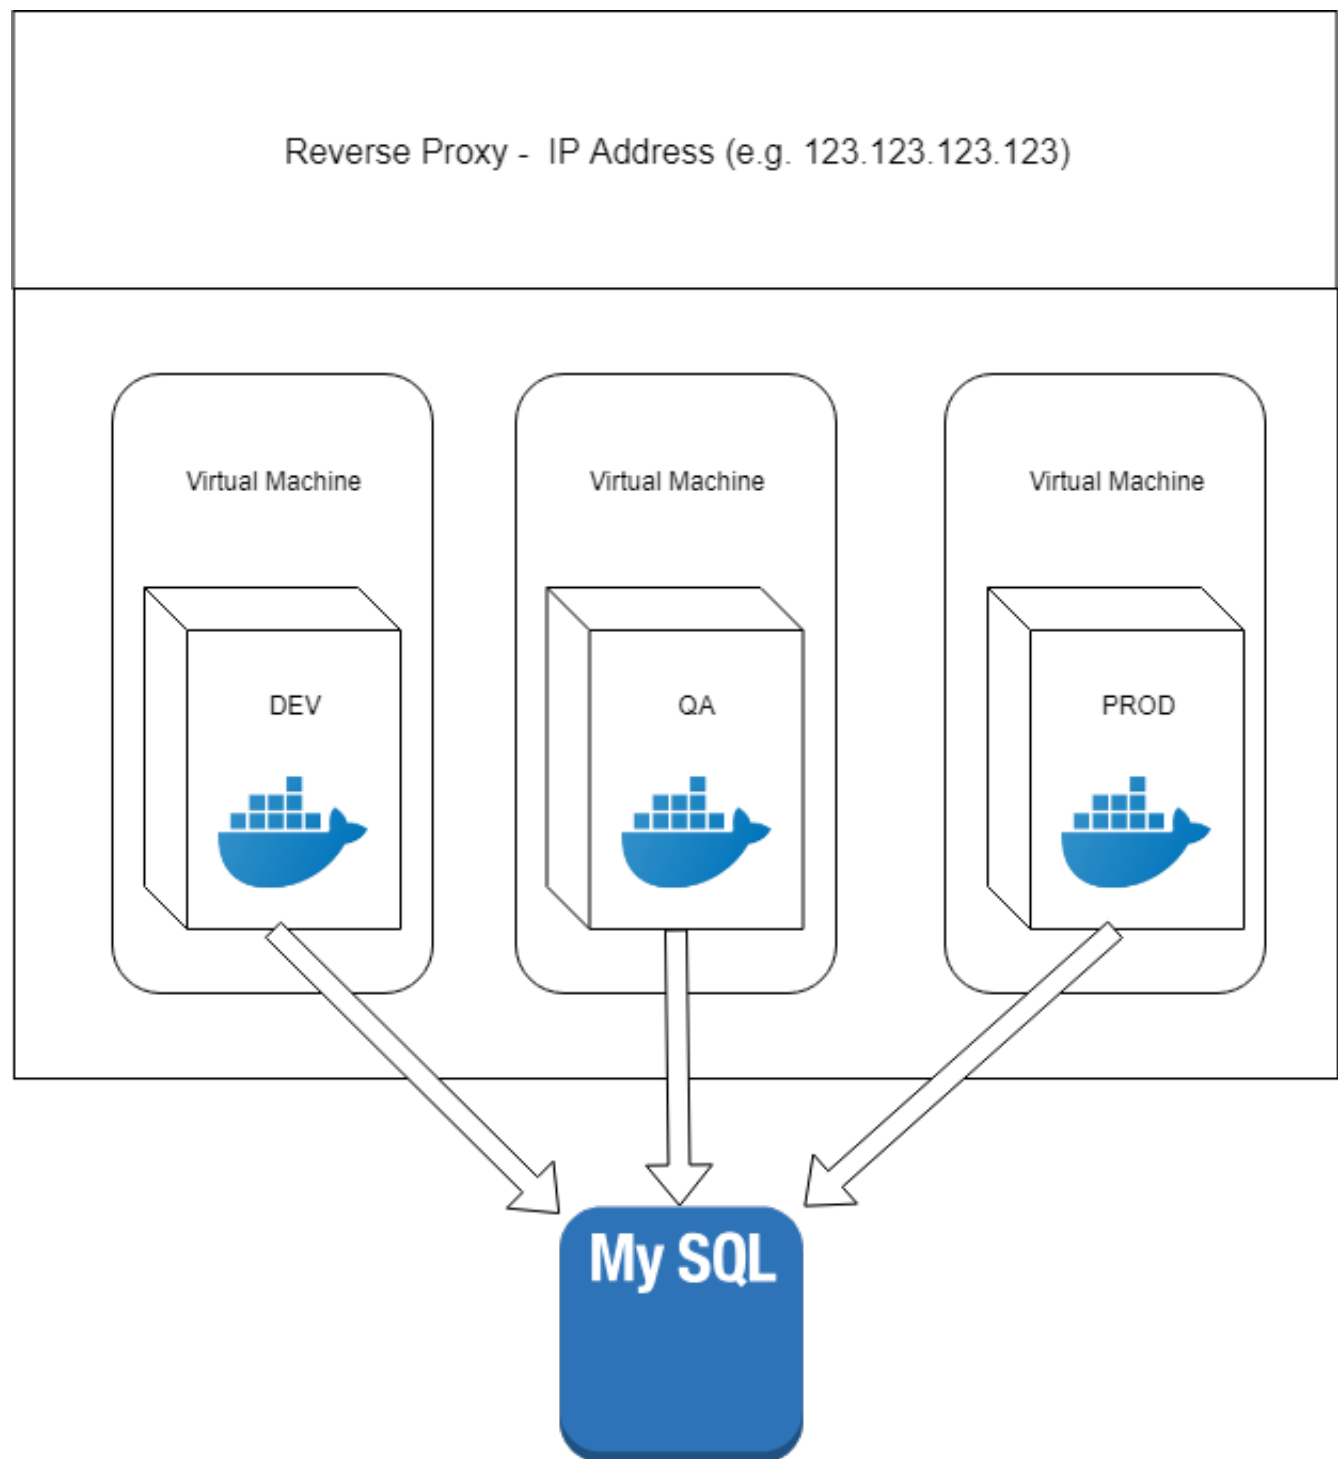 Reverse Proxy - IP Address (e.g. 123.123.123.123)
Virtual Machine
Virtual Machine
Virtual Machine
DEV
QA
PROD
My SQL